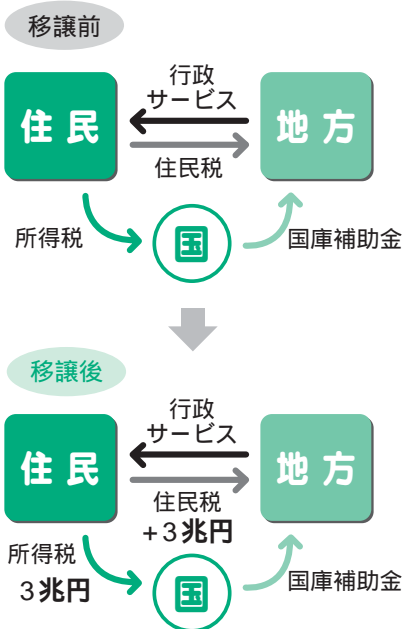 移譲前
行政
サービス
住民
地方
住民税
所得税
国
国庫補助金
移譲後
行政
サービス
住民
地方
住民税
+3兆円
所得税
3兆円
国
国庫補助金